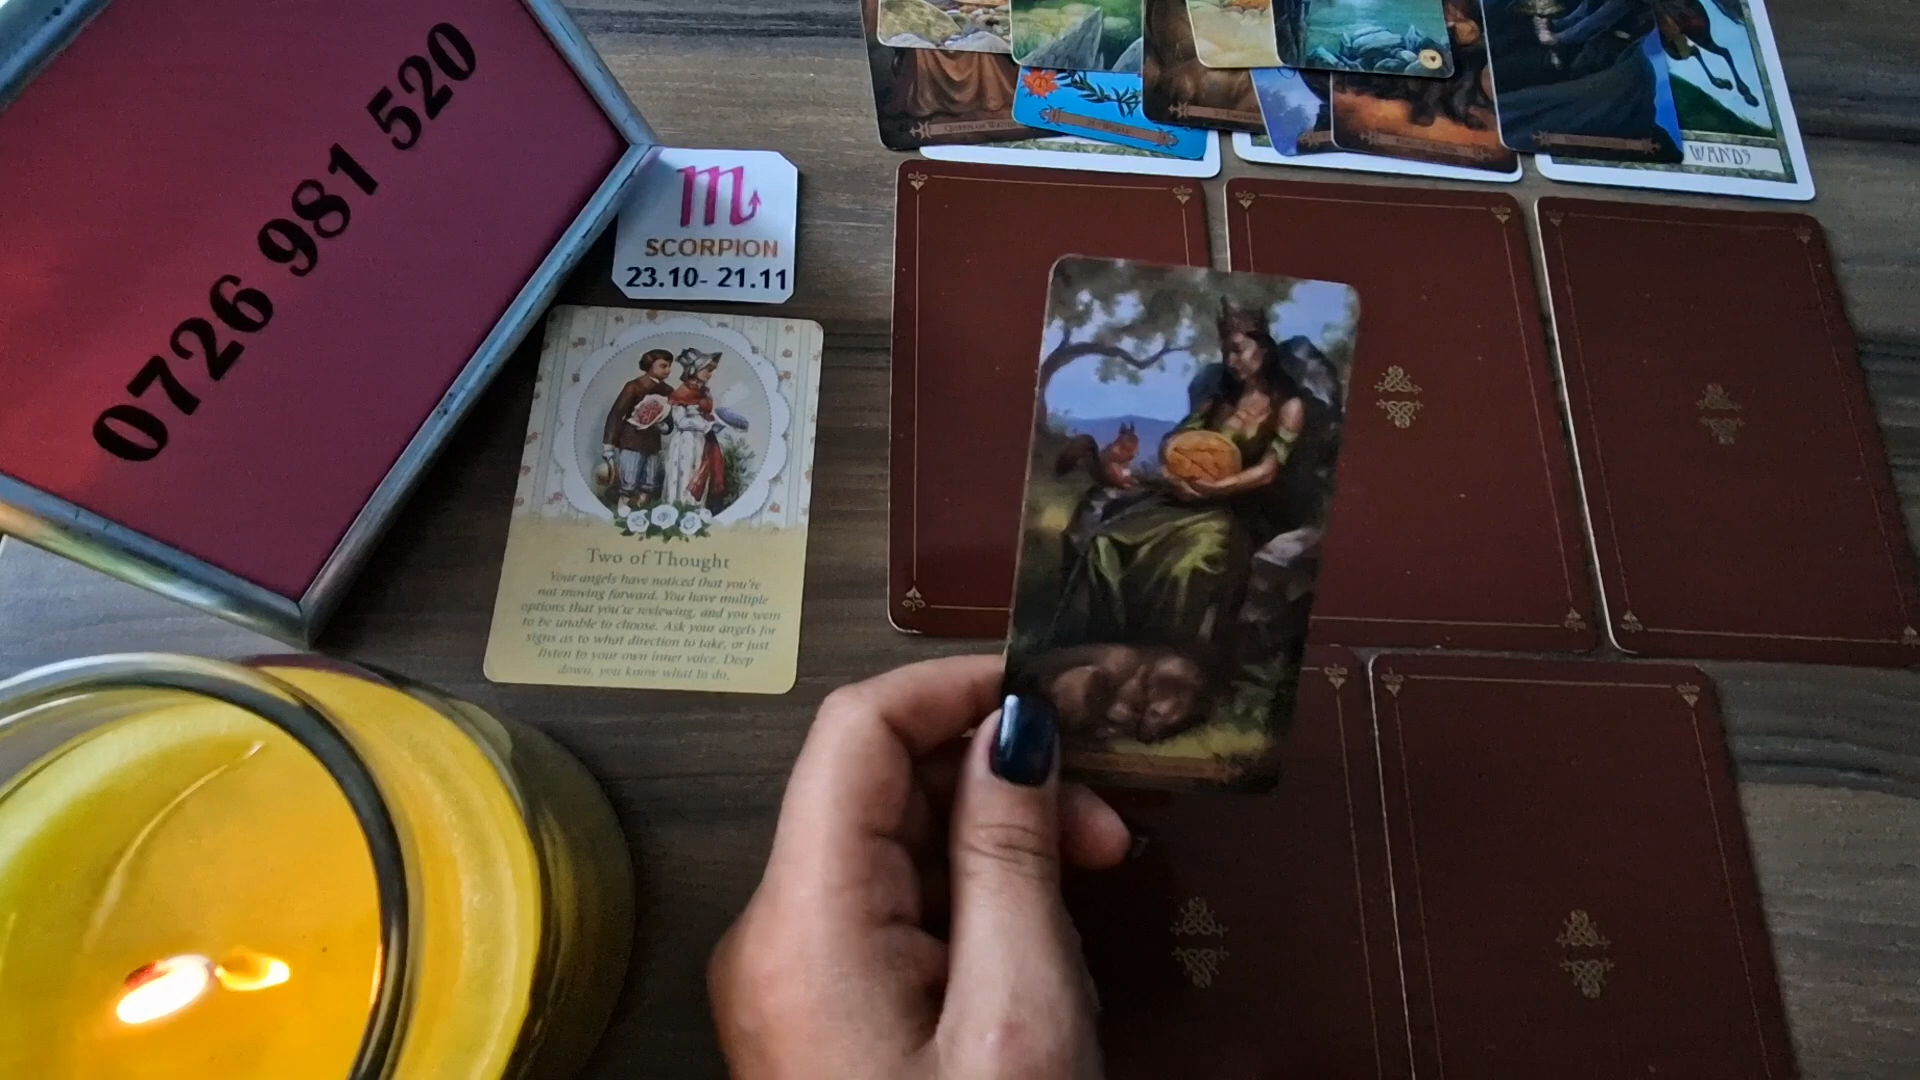 0726 981 520
SCORPION
23.10- 21.11
Two of Thought
Your angels have noticed that you're
not moving forward. You have multiple
options that you're reviewing, and you seem
to be unable to choose. Ask your angels for
signs as to what direction to take, or just
listen to your own inner voice. Deep
down, you know what to do.
WANDS